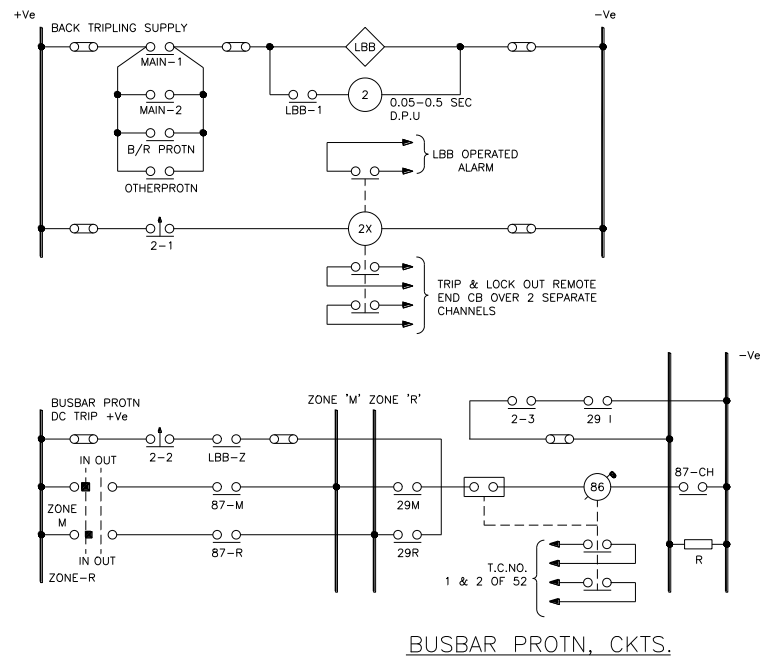 +Ve
-Ve
BACK TRIPLING SUPPLY
MAIN-1
LBB
MAIN-2
LBB-1
2
0.05-0.5 SEC
D.P.U
B/R PROTN
OTHERPROTN
LBB OPERATED
ALARM
2-1
2X
TRIP & LOCK OUT REMOTE
END CB OVER 2 SEPARATE
CHANNELS
-Ve
BUSBAR PROTN
DC TRIP +Ve
ZONE 'M'
ZONE 'R'
2-3
29 I
2-2
LBB-Z
IN OUT
87-CH
ZONE
M
87-M
29M
86
87-R
29R
IN OUT
ZONE-R
R
T.C.NO.
1 & 2 OF 52
BUSBAR PROTN, CKTS.